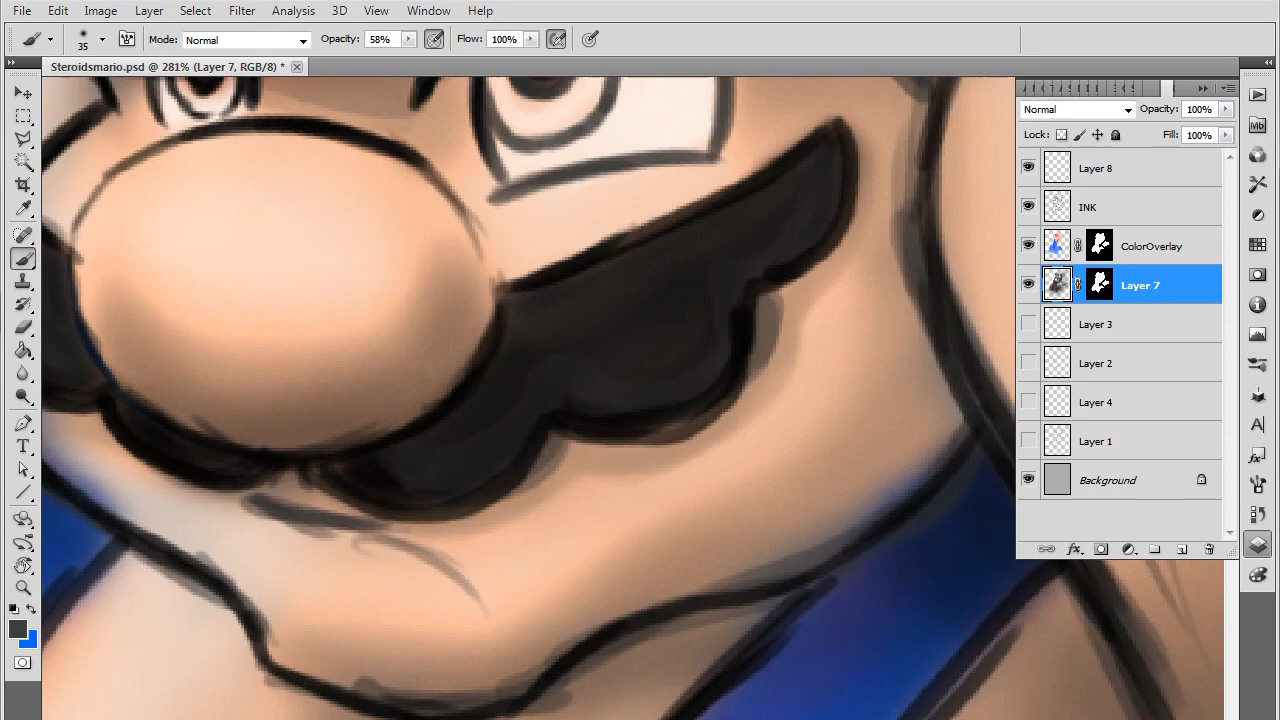 File Edit Image Layer Select Filter Analysis 3D View Window Help
35 Mode: Normal Opacity: 58% Flow: 100%
Steroidsmario.psd @ 281% (Layer 7, RGB/8) *
Normal Opacity: 100%
Lock: Fill: 100%
Layer 8
INK
ColorOverlay
Layer 7
Layer 3
Layer 2
Layer 4
Layer 1
Background